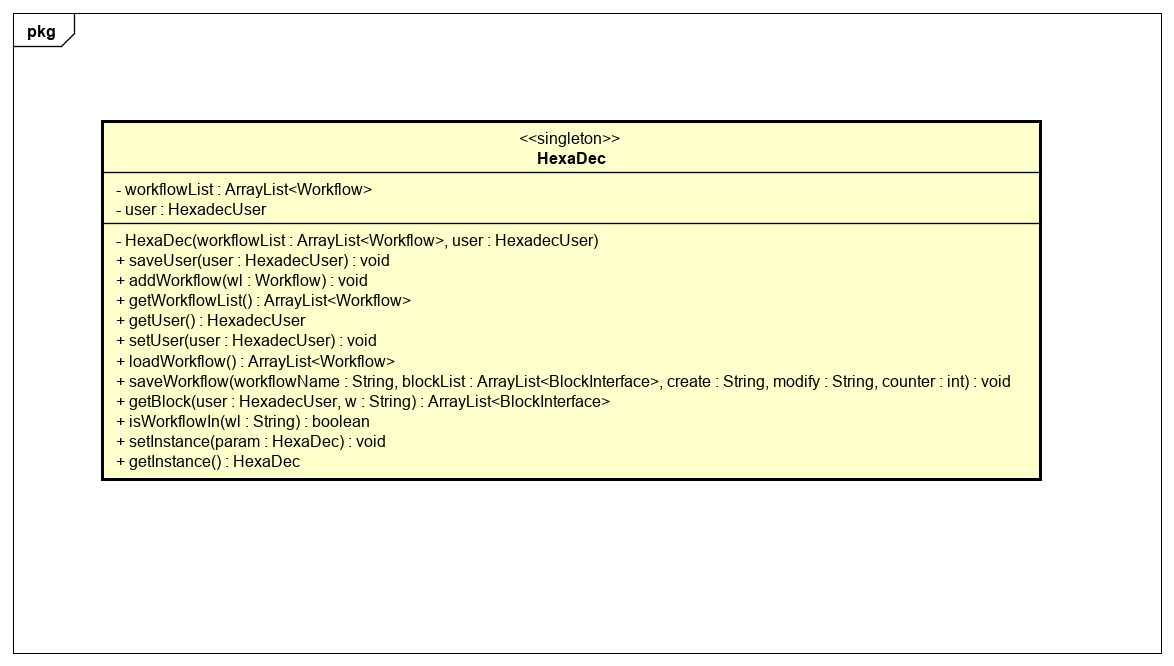 pkg
<<singleton>>
HexaDec
- workflowList : ArrayList<Workflow>
- user : HexadecUser
- HexaDec(workflowList : ArrayList<Workflow>, user : HexadecUser)
+ saveUser(user : HexadecUser) : void
+ addWorkflow(wl : Workflow) : void
+ getWorkflowList() : ArrayList<Workflow>
+ getUser() : HexadecUser
+ setUser(user : HexadecUser) : void
+ loadWorkflow() : ArrayList<Workflow>
+ saveWorkflow(workflowName : String, blockList : ArrayList<BlockInterface>, create : String, modify : String, counter : int) : void
+ getBlock(user : HexadecUser, w : String) : ArrayList<BlockInterface>
+ isWorkflowIn(wl : String) : boolean
+ setInstance(param : HexaDec) : void
+ getInstance() : HexaDec